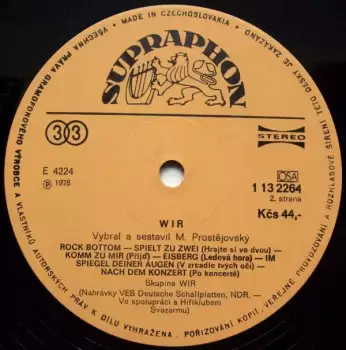 MADE IN CZECHOSLOVAKIA
VŠECHNA PRÁVA GRAMOFONOVÉHO VÝROBCE
A VLASTNÍKŮ AUTORSKÝCH PRÁV K DÍLU VYHRAŽENA. POŘIZOVÁNÍ KOPIÍ, VEŘEJNÉ PROVOZOVÁNÍ A ROZHLASOVÉ ŠÍŘENÍ TÉTO DESKY JE ZAKÁZÁNO
SUPRAPHON
33
STEREO
E 4224
Ⓟ 1978
OSA
1 13 2264
2. strana
Kčs 44,-
WIR
Vybral a sestavil M. Prostějovský
ROCK BOTTOM — SPIELT ZU ZWEI (Hrajte si ve dvou) —
KOMM ZU MIR (Přijď) — EISBERG (Ledová hora) — IM
SPIEGEL DEINER AUGEN (V zrcadle tvých očí) —
NACH DEM KONZERT (Po koncertě)
Skupina WIR
(Nahrávky VEB Deutsche Schallplatten, NDR. —
Ve spolupráci s Hifiklubem
Svazarmu)